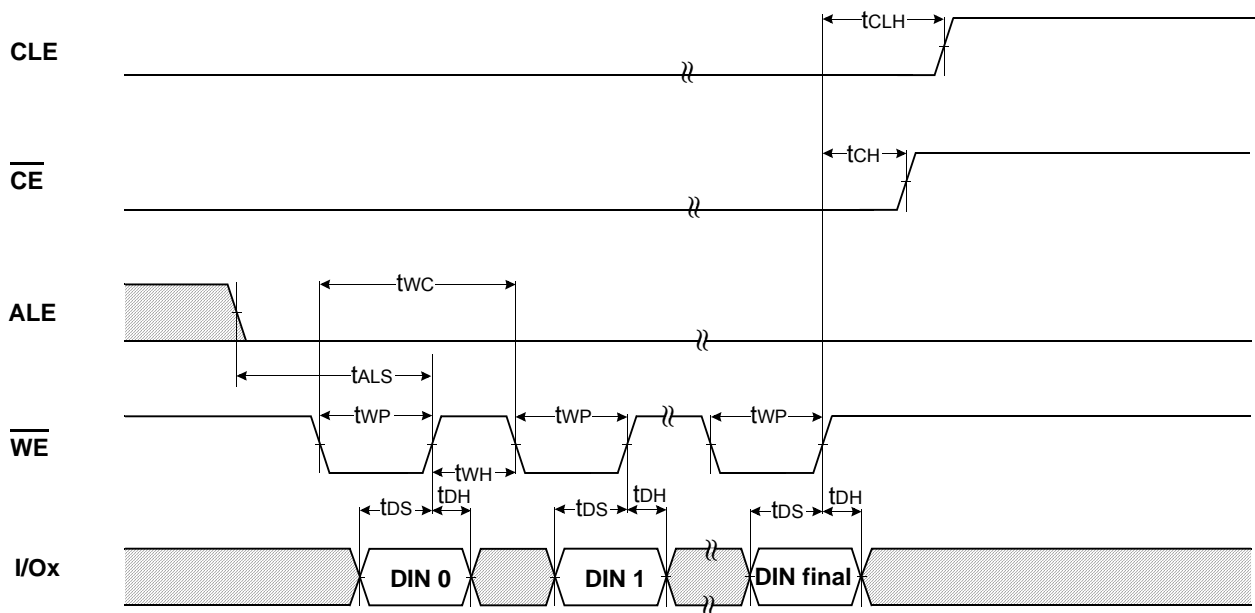 CLE
tCLH
CE
tCH
ALE
tWC
tALS
WE
tWP
tWP
tWP
tWH
tDS
tDH
tDS
tDH
tDS
tDH
I/Ox
DIN 0
DIN 1
DIN final